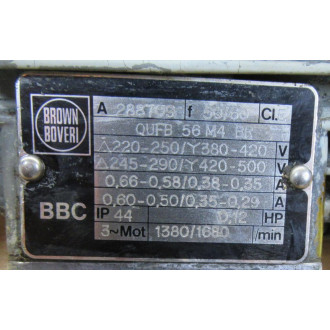 BROWN
BOVERI
A 288709 f 50/60 Cl.
QUFB 56 M4 BR
△220-250/Y380-420 V
△245-290/Y420-500 V
0,66-0,58/0,38-0,35 A
0,60-0,50/0,35-0,29 A
BBC IP 44 0,12 HP
3~Mot 1380/1680 /min